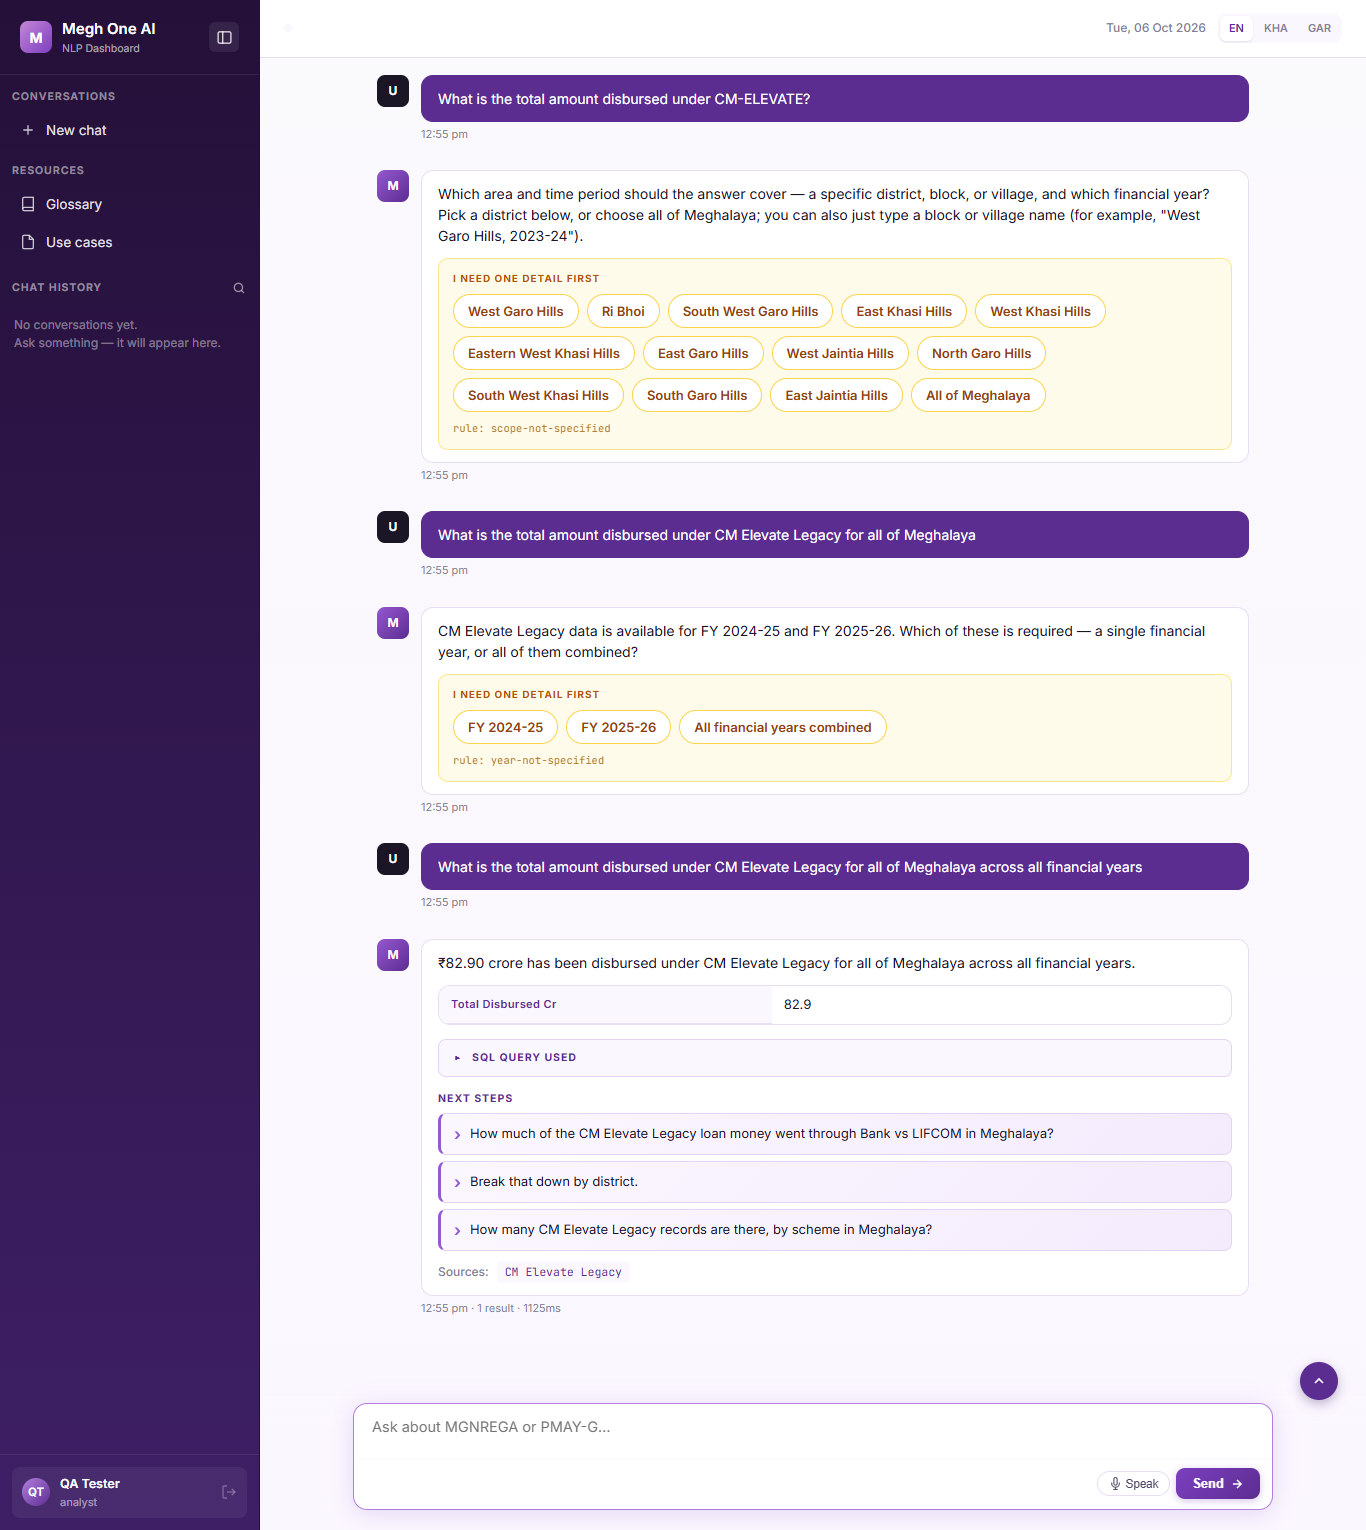 M
Megh One AI
NLP Dashboard
CONVERSATIONS
+ New chat
RESOURCES
Glossary
Use cases
CHAT HISTORY
No conversations yet.
Ask something — it will appear here.
QT
QA Tester
analyst
Tue, 06 Oct 2026
EN KHA GAR
U
What is the total amount disbursed under CM-ELEVATE?
12:55 pm
M
Which area and time period should the answer cover — a specific district, block, or village, and which financial year?
Pick a district below, or choose all of Meghalaya; you can also just type a block or village name (for example, "West
Garo Hills, 2023-24").
I NEED ONE DETAIL FIRST
West Garo Hills Ri Bhoi South West Garo Hills East Khasi Hills West Khasi Hills
Eastern West Khasi Hills East Garo Hills West Jaintia Hills North Garo Hills
South West Khasi Hills South Garo Hills East Jaintia Hills All of Meghalaya
rule: scope-not-specified
12:55 pm
U
What is the total amount disbursed under CM Elevate Legacy for all of Meghalaya
12:55 pm
M
CM Elevate Legacy data is available for FY 2024-25 and FY 2025-26. Which of these is required — a single financial
year, or all of them combined?
I NEED ONE DETAIL FIRST
FY 2024-25 FY 2025-26 All financial years combined
rule: year-not-specified
12:55 pm
U
What is the total amount disbursed under CM Elevate Legacy for all of Meghalaya across all financial years
12:55 pm
M
₹82.90 crore has been disbursed under CM Elevate Legacy for all of Meghalaya across all financial years.
Total Disbursed Cr 82.9
SQL QUERY USED
NEXT STEPS
How much of the CM Elevate Legacy loan money went through Bank vs LIFCOM in Meghalaya?
Break that down by district.
How many CM Elevate Legacy records are there, by scheme in Meghalaya?
Sources: CM Elevate Legacy
12:55 pm · 1 result · 1125ms
Ask about MGNREGA or PMAY-G...
Speak
Send →